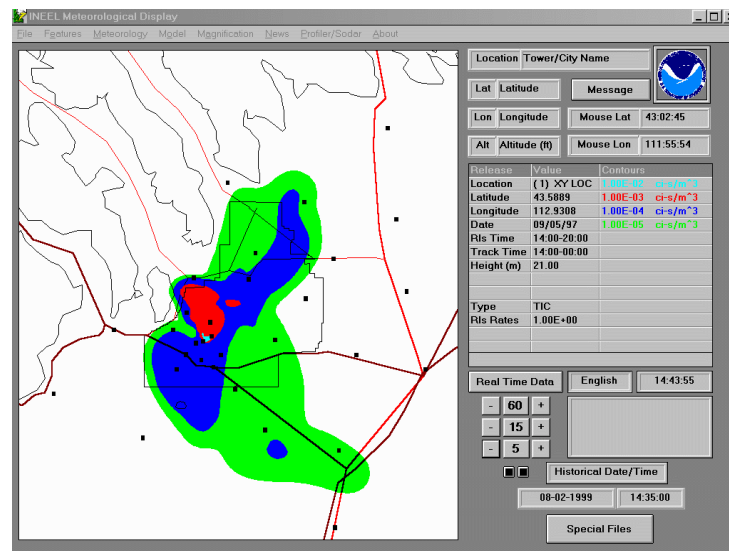 INEEL Meteorological Display
File Features Meteorology Model Magnification News Profiler/Sodar About
Location Tower/City Name
Lat Latitude Message
Lon Longitude Mouse Lat 43:02:45
Alt Altitude (ft) Mouse Lon 111:55:54
Release Value Contours
Location (1) XY LOC 1.00E-02 ci-s/m^3
Latitude 43.5889 1.00E-03 ci-s/m^3
Longitude 112.9308 1.00E-04 ci-s/m^3
Date 09/05/97 1.00E-05 ci-s/m^3
Rls Time 14:00-20:00
Track Time 14:00-00:00
Height (m) 21.00
Type TIC
Rls Rates 1.00E+00
Real Time Data English 14:43:55
- 60 +
- 15 +
- 5 +
Historical Date/Time
08-02-1999 14:35:00
Special Files